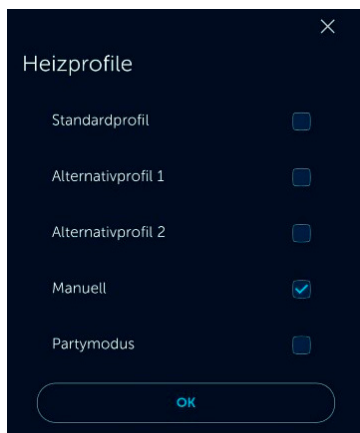 Heizprofile
Standardprofil
Alternativprofil 1
Alternativprofil 2
Manuell
Partymodus
OK